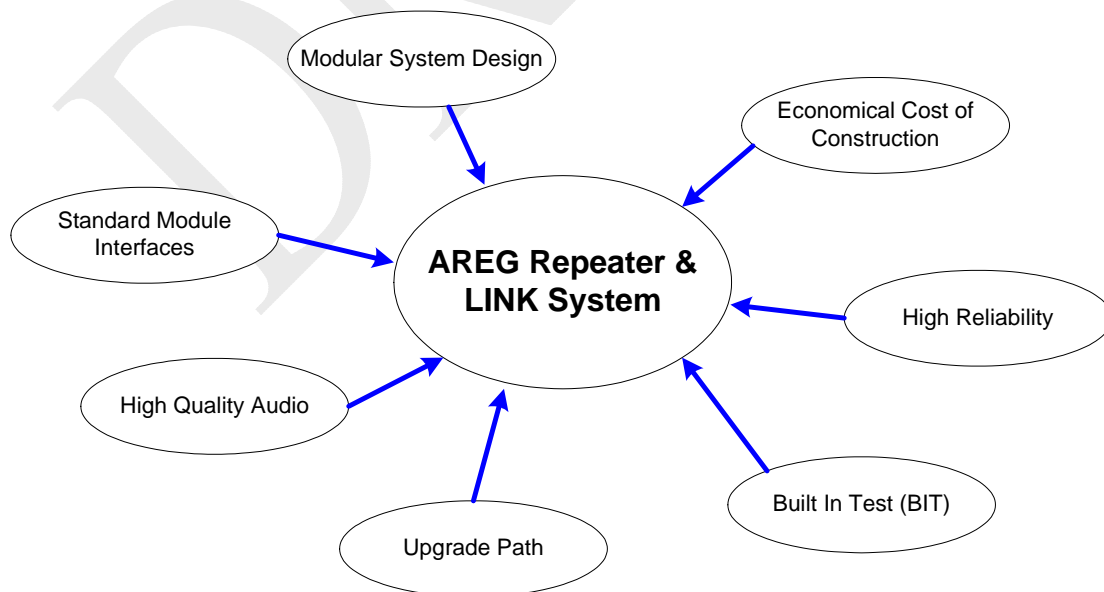 Modular System Design
Economical Cost of
Construction
Standard Module
Interfaces
AREG Repeater &
LINK System
High Reliability
High Quality Audio
Built In Test (BIT)
Upgrade Path